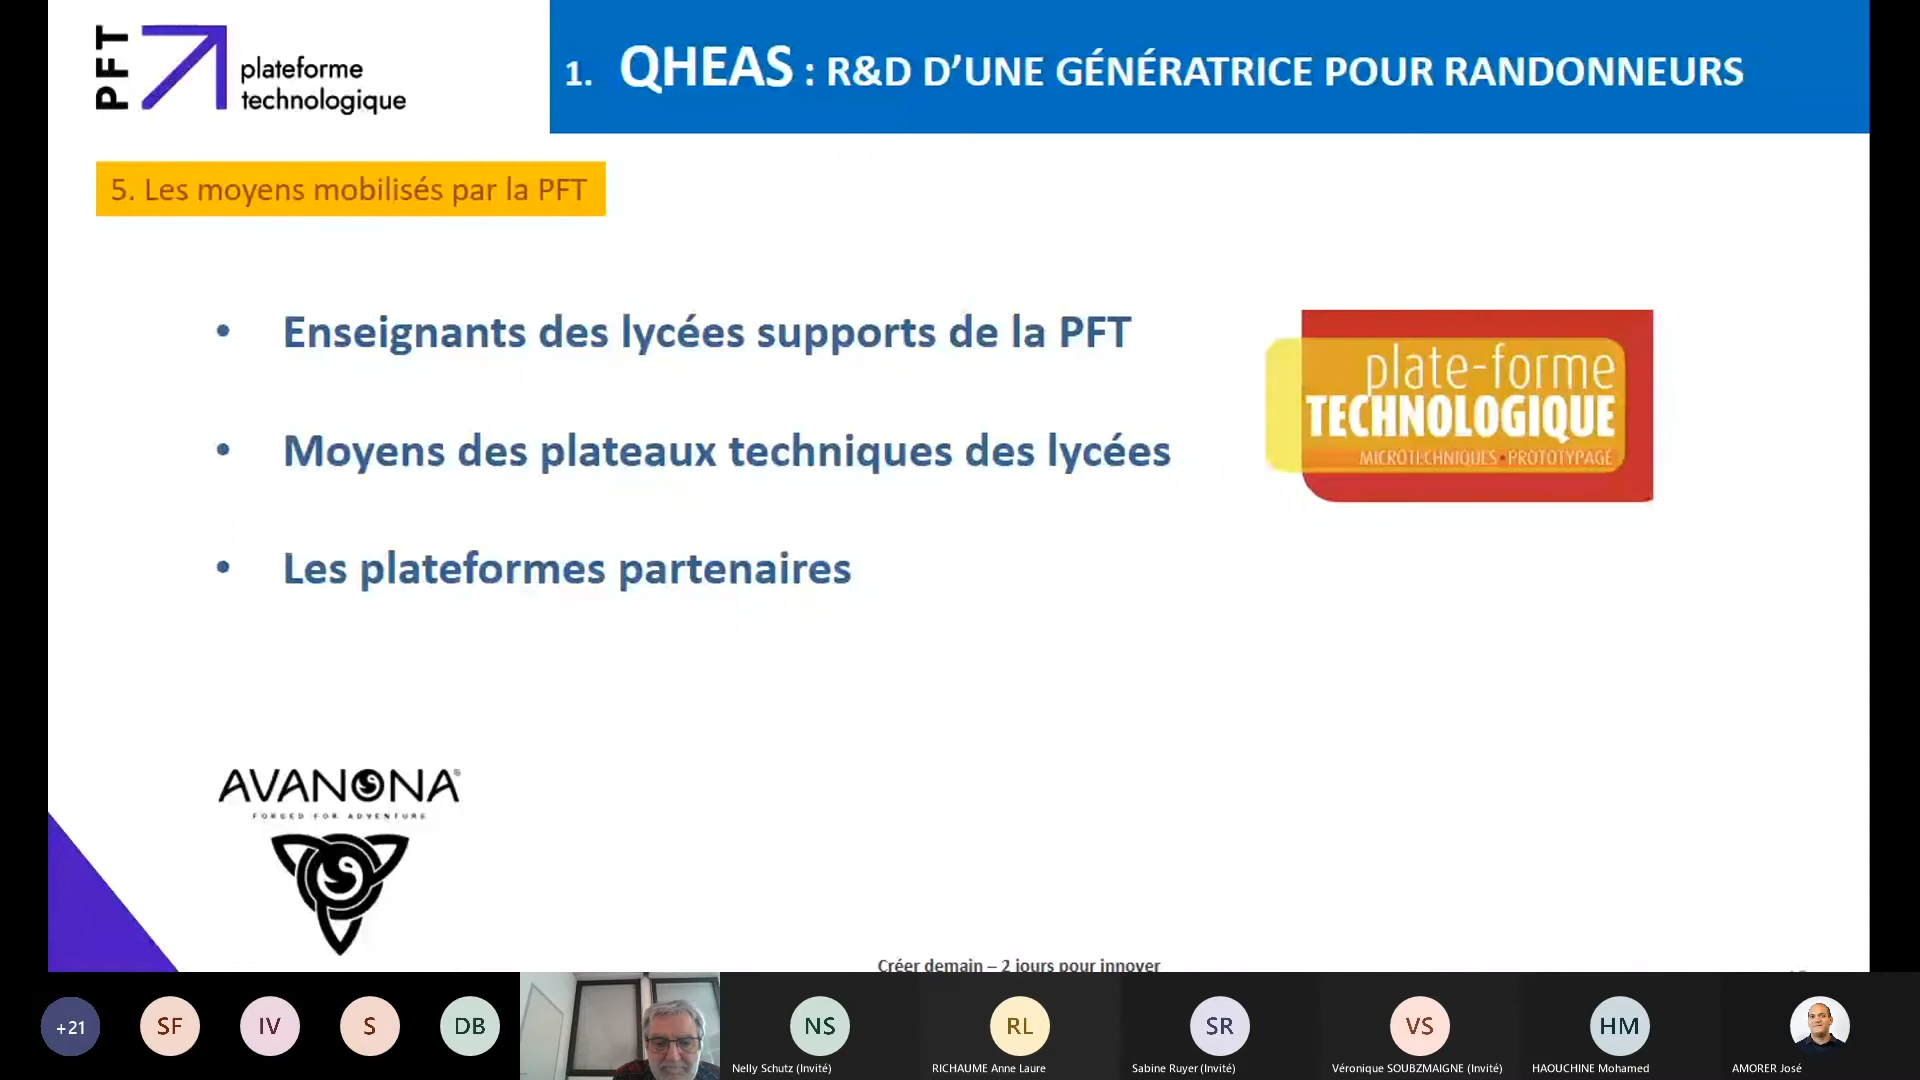 PFT
plateforme
technologique
1. QHEAS : R&D D’UNE GÉNÉRATRICE POUR RANDONNEURS
5. Les moyens mobilisés par la PFT
• Enseignants des lycées supports de la PFT
• Moyens des plateaux techniques des lycées
• Les plateformes partenaires
plate-forme
TECHNOLOGIQUE
MICROTECHNIQUES • PROTOTYPAGE
AVANONA
FORGED FOR ADVENTURE
Créer demain – 2 jours pour innover
+21
SF
IV
S
DB
NS
RL
SR
VS
HM
Nelly Schutz (Invité)
RICHAUME Anne Laure
Sabine Ruyer (Invité)
Véronique SOUBZMAIGNE (Invité)
HAOUCHINE Mohamed
AMORER José